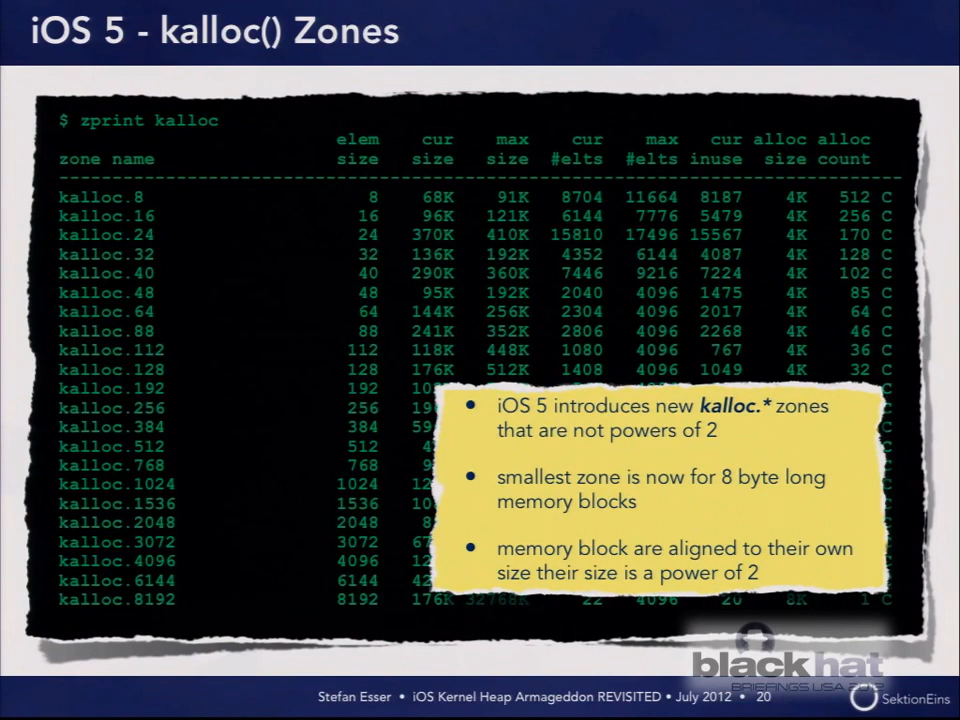 iOS 5 - kalloc() Zones
$ zprint kalloc
elem cur max cur max cur alloc alloc
zone name size size size #elts #elts inuse size count
-------------------------------------------------------------------------------
kalloc.8 8 68K 91K 8704 11664 8187 4K 512 C
kalloc.16 16 96K 121K 6144 7776 5479 4K 256 C
kalloc.24 24 370K 410K 15810 17496 15567 4K 170 C
kalloc.32 32 136K 192K 4352 6144 4087 4K 128 C
kalloc.40 40 290K 360K 7446 9216 7224 4K 102 C
kalloc.48 48 95K 192K 2040 4096 1475 4K 85 C
kalloc.64 64 144K 256K 2304 4096 2017 4K 64 C
kalloc.88 88 241K 352K 2806 4096 2268 4K 46 C
kalloc.112 112 118K 448K 1080 4096 767 4K 36 C
kalloc.128 128 176K 512K 1408 4096 1049 4K 32 C
kalloc.192 192
kalloc.256 256
kalloc.384 384
kalloc.512 512
kalloc.768 768
kalloc.1024 1024
kalloc.1536 1536
kalloc.2048 2048
kalloc.3072 3072
kalloc.4096 4096
kalloc.6144 6144
kalloc.8192 8192 176K 32768K 22 4096 20 8K 1 C
• iOS 5 introduces new kalloc.* zones
that are not powers of 2
• smallest zone is now for 8 byte long
memory blocks
• memory block are aligned to their own
size their size is a power of 2
black hat
BRIEFINGS USA 2012
Stefan Esser • iOS Kernel Heap Armageddon REVISITED • July 2012 • 20
SektionEins